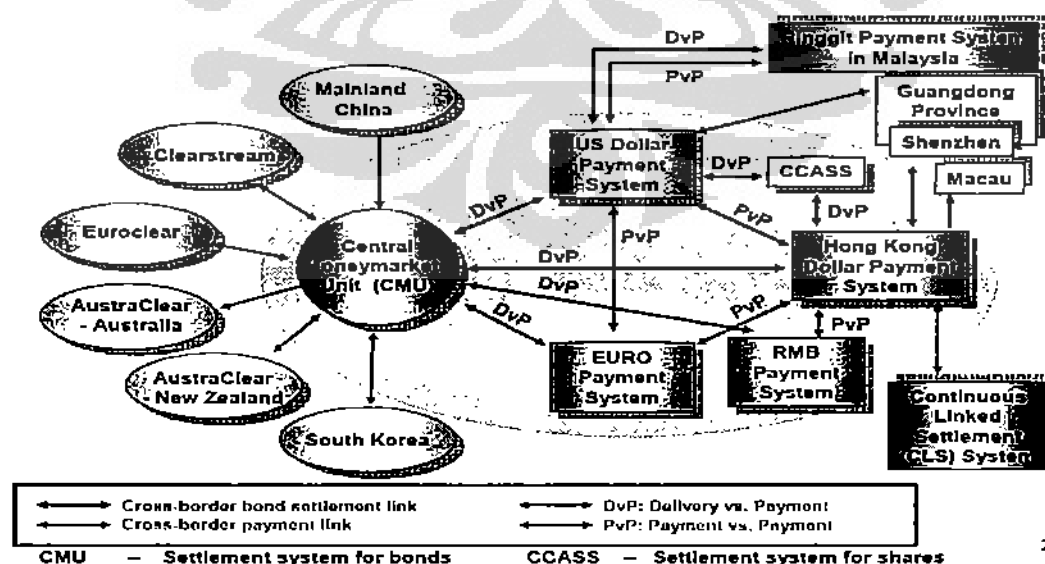 DvP
PvP
Ringgit Payment System
in Malaysia
Mainland
China
Guangdong
Province
Shenzhen
Macau
Clearstream
US Dollar
Payment
System
DvP
CCASS
DvP
DvP
PvP
PvP
Euroclear
Central
Moneymarket
Unit (CMU)
DvP
DvP
Hong Kong
Dollar Payment
System
AustraClear
- Australia
DvP
PvP
PvP
EURO
Payment
System
RMB
Payment
System
AustraClear
- New Zealand
Continuous
Linked
Settlement
(CLS) System
South Korea
Cross-border bond settlement link
DvP: Delivery vs. Payment
Cross-border payment link
PvP: Payment vs. Payment
CMU – Settlement system for bonds
CCASS – Settlement system for shares